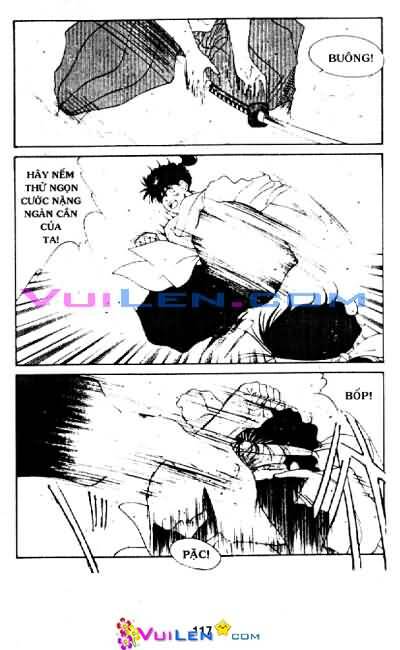 BUÔNG!
HÃY NẾM
THỬ NGỌN
CƯỚC NẶNG
NGÀN CÂN
CỦA
TA!
VUILEN.COM
BỐP!
PẶC!
117
VUILEN.COM